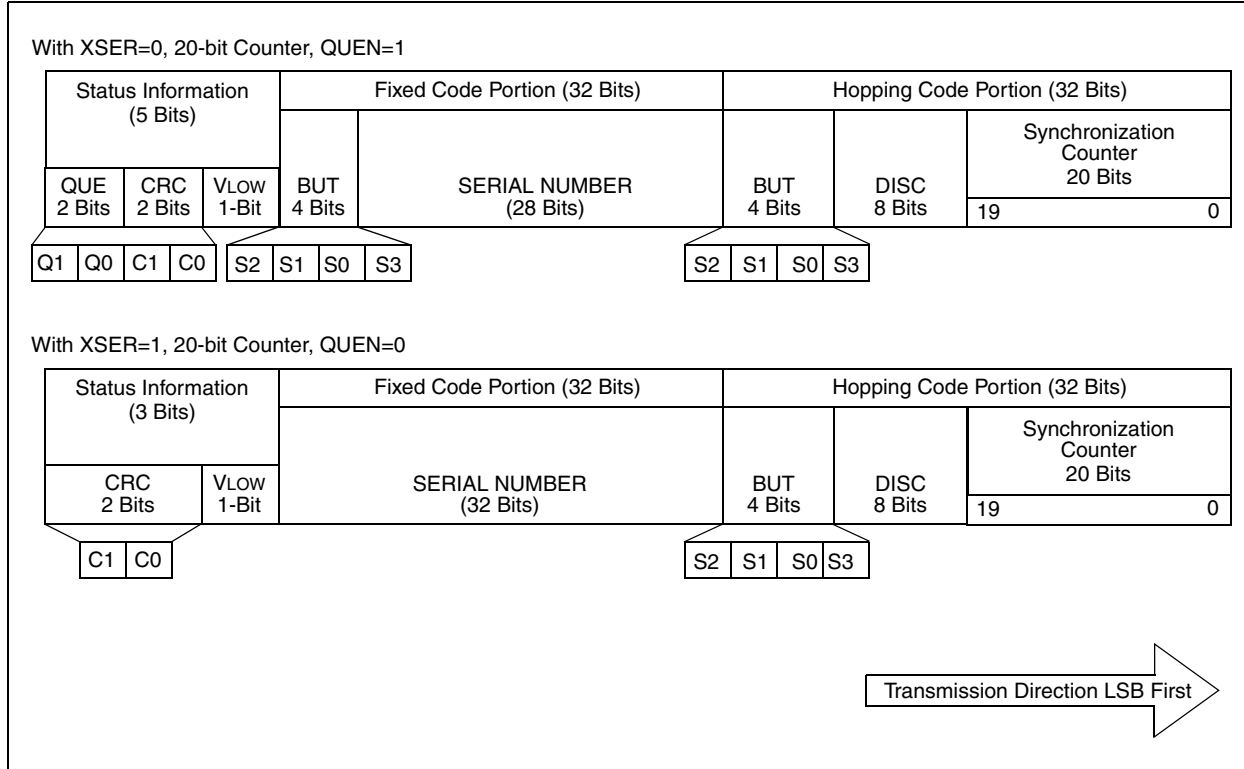 With XSER=0, 20-bit Counter, QUEN=1
Status Information
(5 Bits)
Fixed Code Portion (32 Bits)
Hopping Code Portion (32 Bits)
QUE
2 Bits
CRC
2 Bits
VLOW
1-Bit
BUT
4 Bits
SERIAL NUMBER
(28 Bits)
BUT
4 Bits
DISC
8 Bits
Synchronization
Counter
20 Bits
19 0
Q1 Q0 C1 C0
S2 S1 S0 S3
S2 S1 S0 S3
With XSER=1, 20-bit Counter, QUEN=0
Status Information
(3 Bits)
Fixed Code Portion (32 Bits)
Hopping Code Portion (32 Bits)
CRC
2 Bits
VLOW
1-Bit
SERIAL NUMBER
(32 Bits)
BUT
4 Bits
DISC
8 Bits
Synchronization
Counter
20 Bits
19 0
C1 C0
S2 S1 S0 S3
Transmission Direction LSB First